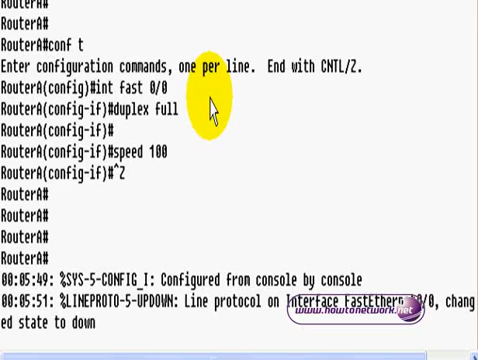 RouterA#
RouterA#
RouterA#conf t
Enter configuration commands, one per line.  End with CNTL/Z.
RouterA(config)#int fast 0/0
RouterA(config-if)#duplex full
RouterA(config-if)#
RouterA(config-if)#speed 100
RouterA(config-if)#^Z
RouterA#
RouterA#
RouterA#
RouterA#
00:05:49: %SYS-5-CONFIG_I: Configured from console by console
00:05:51: %LINEPROTO-5-UPDOWN: Line protocol on Interface FastEthern 0/0, chang
ed state to down
www.howtonetwork.net